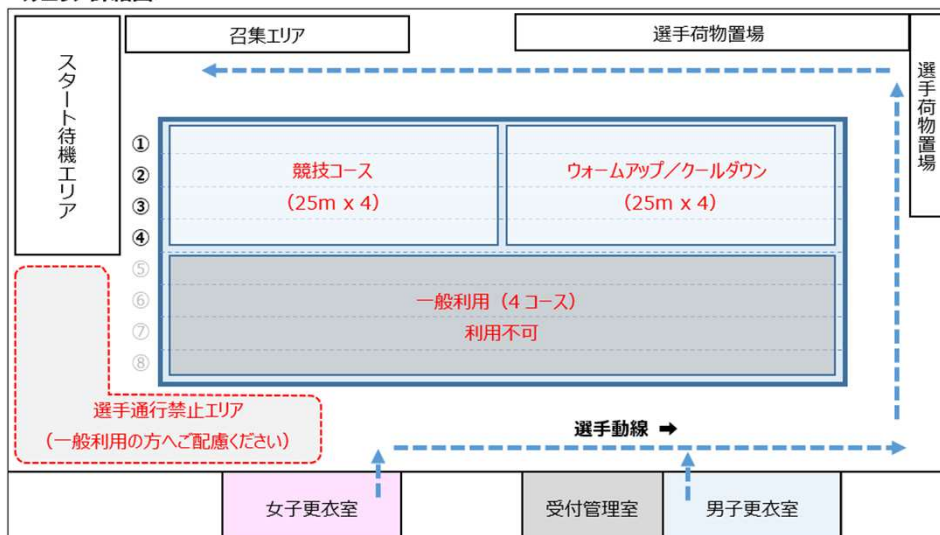 召集エリア
選手荷物置場
選手荷物置場
スタート待機エリア
①
②
③
④
⑤
⑥
⑦
⑧
競技コース
(25m x 4)
ウォームアップ/クールダウン
(25m x 4)
一般利用(4コース)
利用不可
選手通行禁止エリア
(一般利用の方へご配慮ください)
選手動線 ➡
女子更衣室
受付管理室
男子更衣室